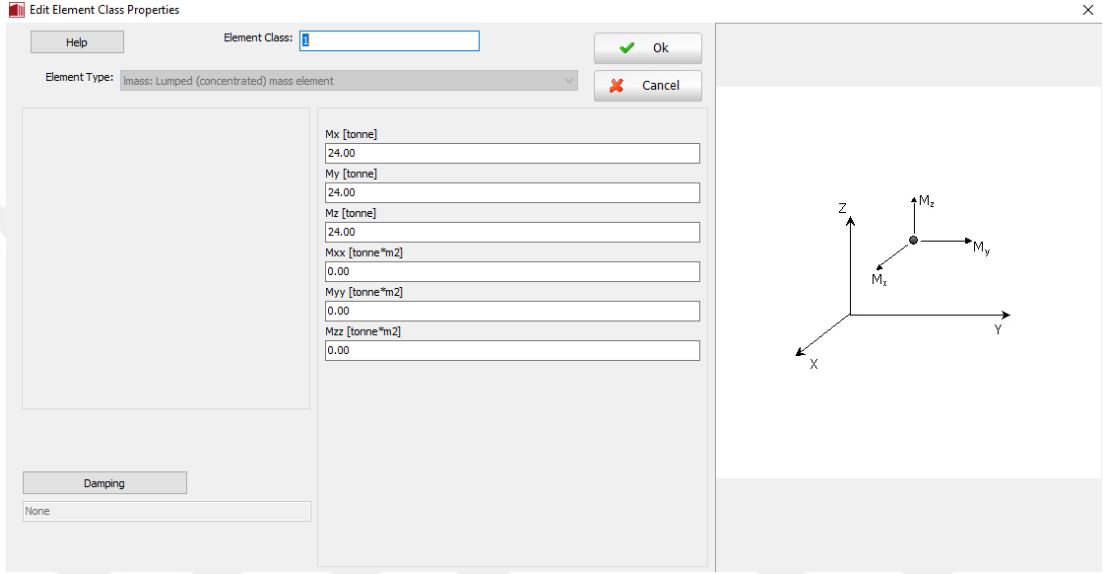 Edit Element Class Properties
Help
Element Class: 1
Ok
Element Type: lmass: Lumped (concentrated) mass element
Cancel
Mx [tonne]
24.00
My [tonne]
24.00
Mz [tonne]
24.00
Mxx [tonne*m2]
0.00
Myy [tonne*m2]
0.00
Mzz [tonne*m2]
0.00
Damping
None
Z
Mz
My
Mx
Y
X